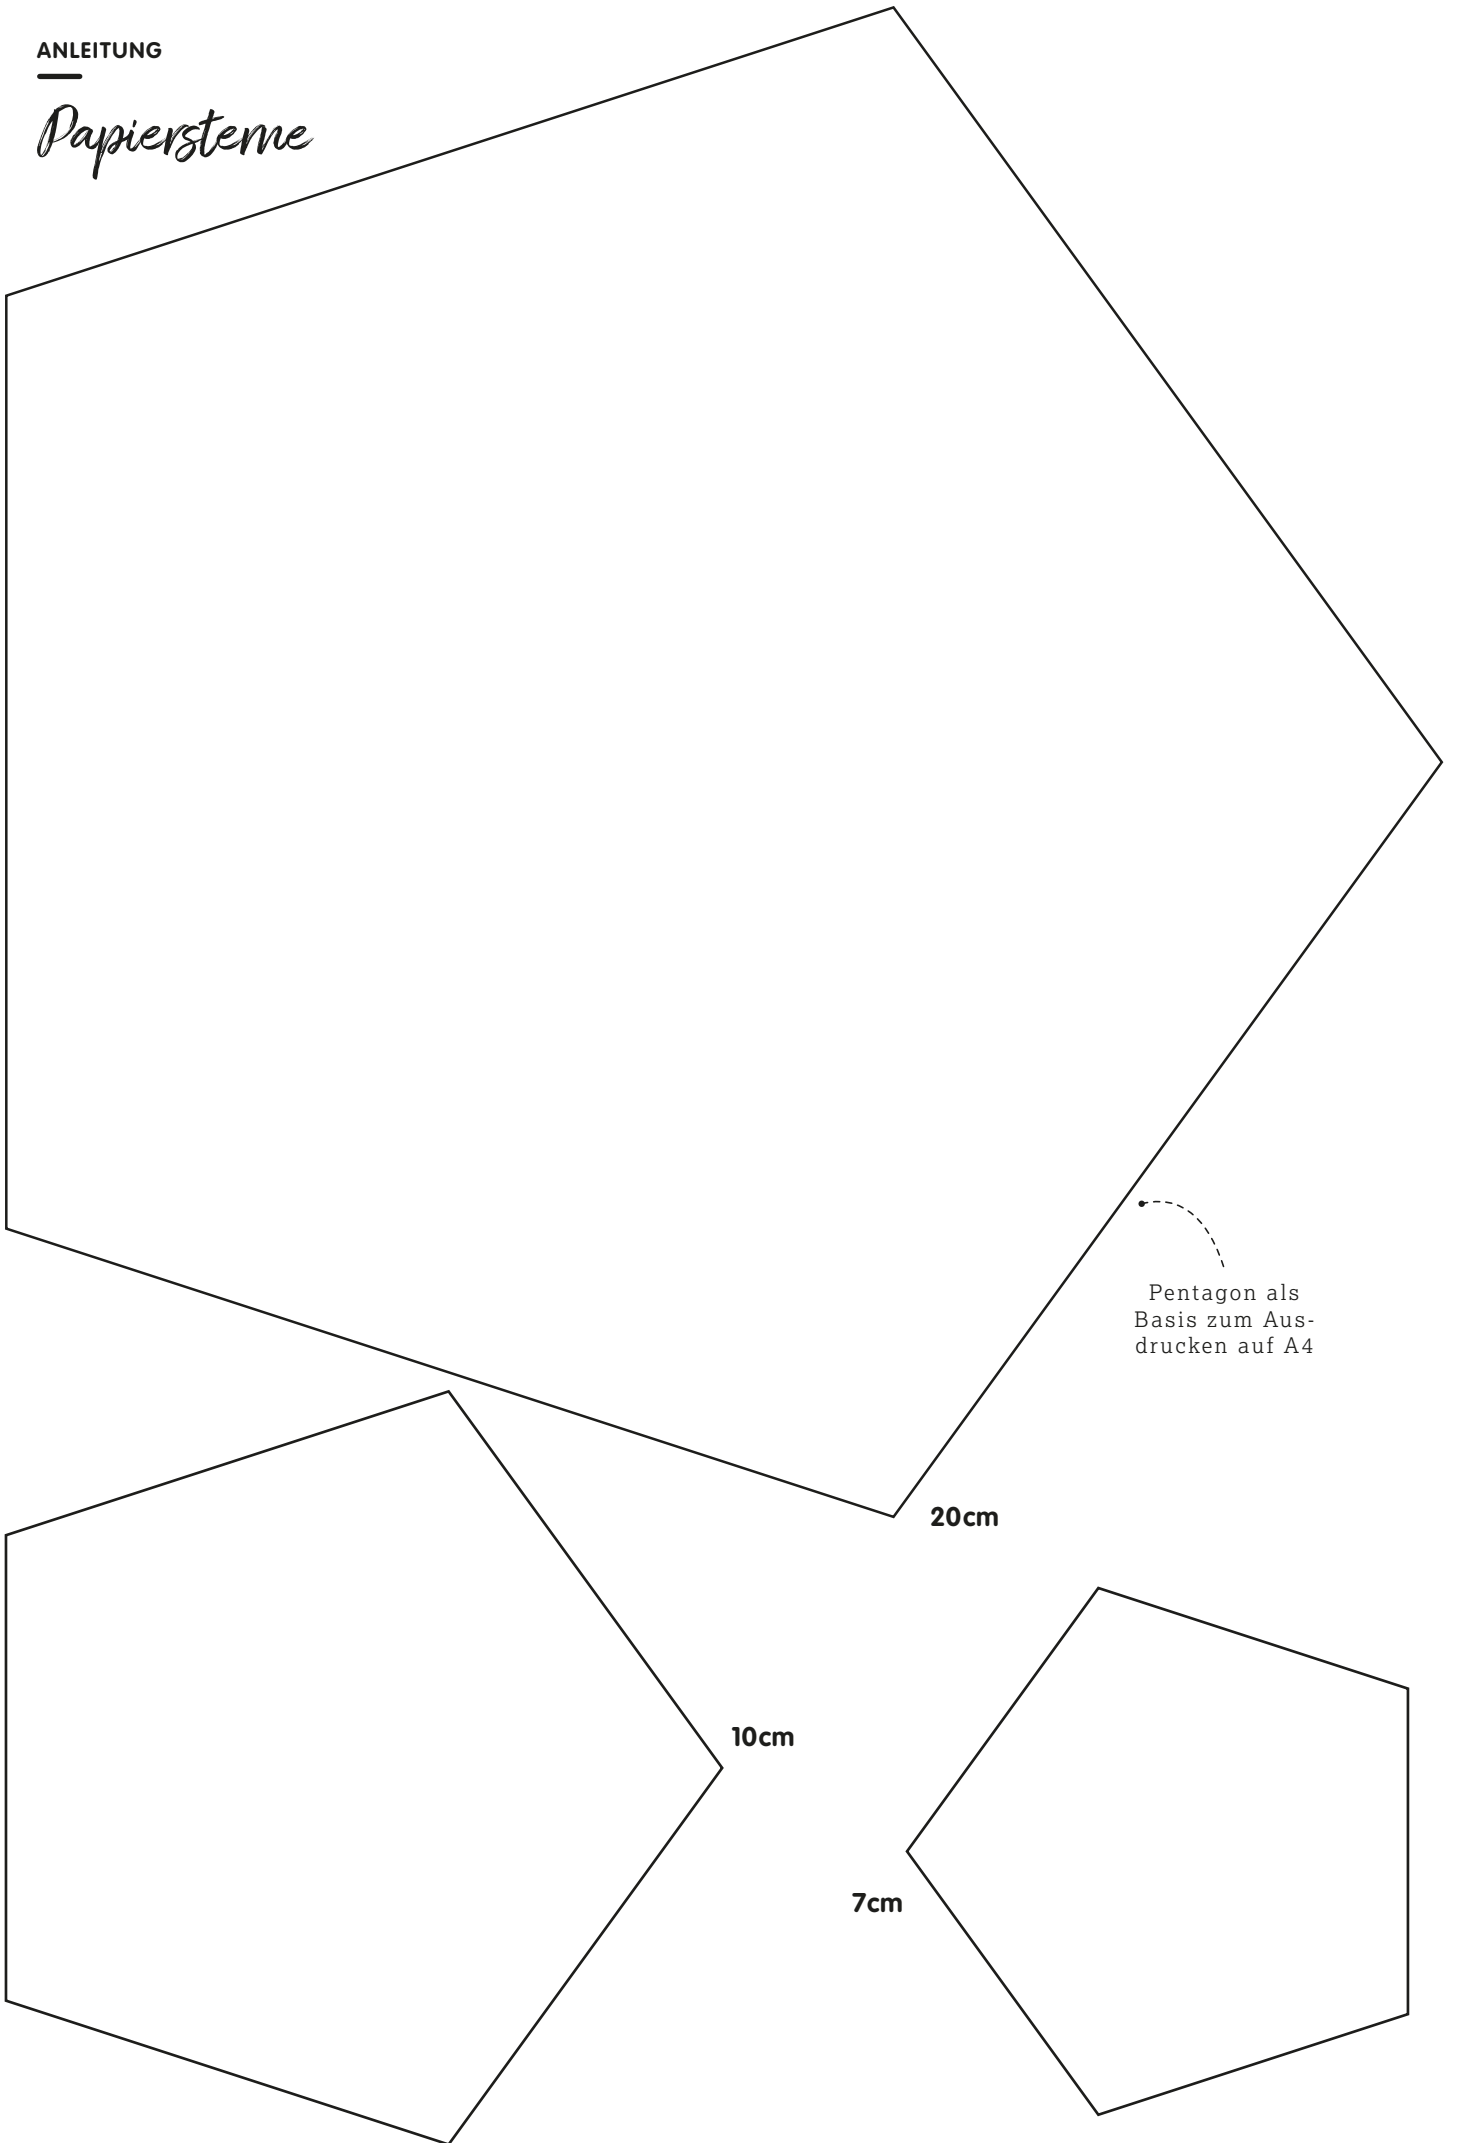 ANLEITUNG
Papiersterne
Pentagon als
Basis zum Aus-
drucken auf A4
20cm
10cm
7cm